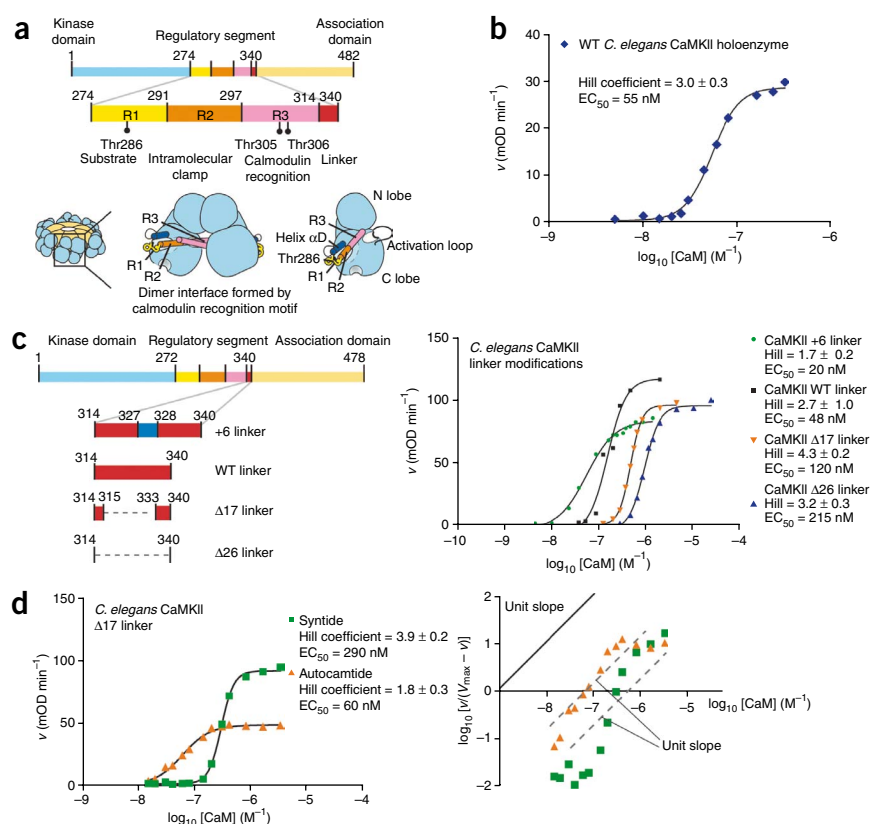 a
Kinase domain
Regulatory segment
Association domain
1
274
340
482
274
291
297
314
340
R1
R2
R3
Thr286
Substrate
Intramolecular clamp
Thr305
Thr306
Calmodulin recognition
Linker
R3
Helix αD
Thr286
R1
R2
R3
R1
R2
N lobe
Activation loop
C lobe
Dimer interface formed by
calmodulin recognition motif
b
WT C. elegans CaMKII holoenzyme
Hill coefficient = 3.0 ± 0.3
EC50 = 55 nM
40
30
20
10
0
v (mOD min–1)
–9
–8
–7
–6
log10 [CaM] (M–1)
c
Kinase domain
Regulatory segment
Association domain
1
272
340
478
314
327
328
340
+6 linker
314
340
WT linker
314
315
333
340
Δ17 linker
314
340
Δ26 linker
C. elegans CaMKII
linker modifications
150
100
50
0
v (mOD min–1)
–10
–9
–8
–7
–6
–5
–4
log10 [CaM] (M–1)
CaMKII +6 linker
Hill = 1.7 ± 0.2
EC50 = 20 nM
CaMKII WT linker
Hill = 2.7 ± 1.0
EC50 = 48 nM
CaMKII Δ17 linker
Hill = 4.3 ± 0.2
EC50 = 120 nM
CaMKII Δ26 linker
Hill = 3.2 ± 0.3
EC50 = 215 nM
d
C. elegans CaMKII
Δ17 linker
150
100
50
0
v (mOD min–1)
–9
–8
–7
–6
–5
log10 [CaM] (M–1)
Syntide
Hill coefficient = 3.9 ± 0.2
EC50 = 290 nM
Autocamtide
Hill coefficient = 1.8 ± 0.3
EC50 = 60 nM
Unit slope
2
1
0
–1
–2
log10 [v/(Vmax – v)]
–8
–7
–6
–5
log10 [CaM] (M–1)
Unit slope